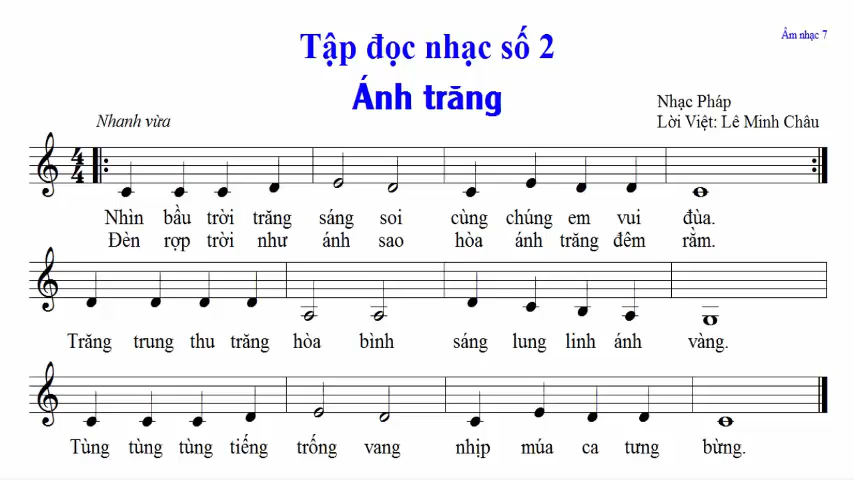 Âm nhạc 7
Tập đọc nhạc số 2
Ánh trăng
Nhạc Pháp
Nhanh vừa
Lời Việt: Lê Minh Châu
4
4
Nhìn bầu trời trăng sáng soi cùng chúng em vui đùa.
Đèn rợp trời như ánh sao hòa ánh trăng đêm rằm.
Trăng trung thu trăng hòa bình sáng lung linh ánh vàng.
Tùng tùng tùng tiếng trống vang nhịp múa ca tưng bừng.